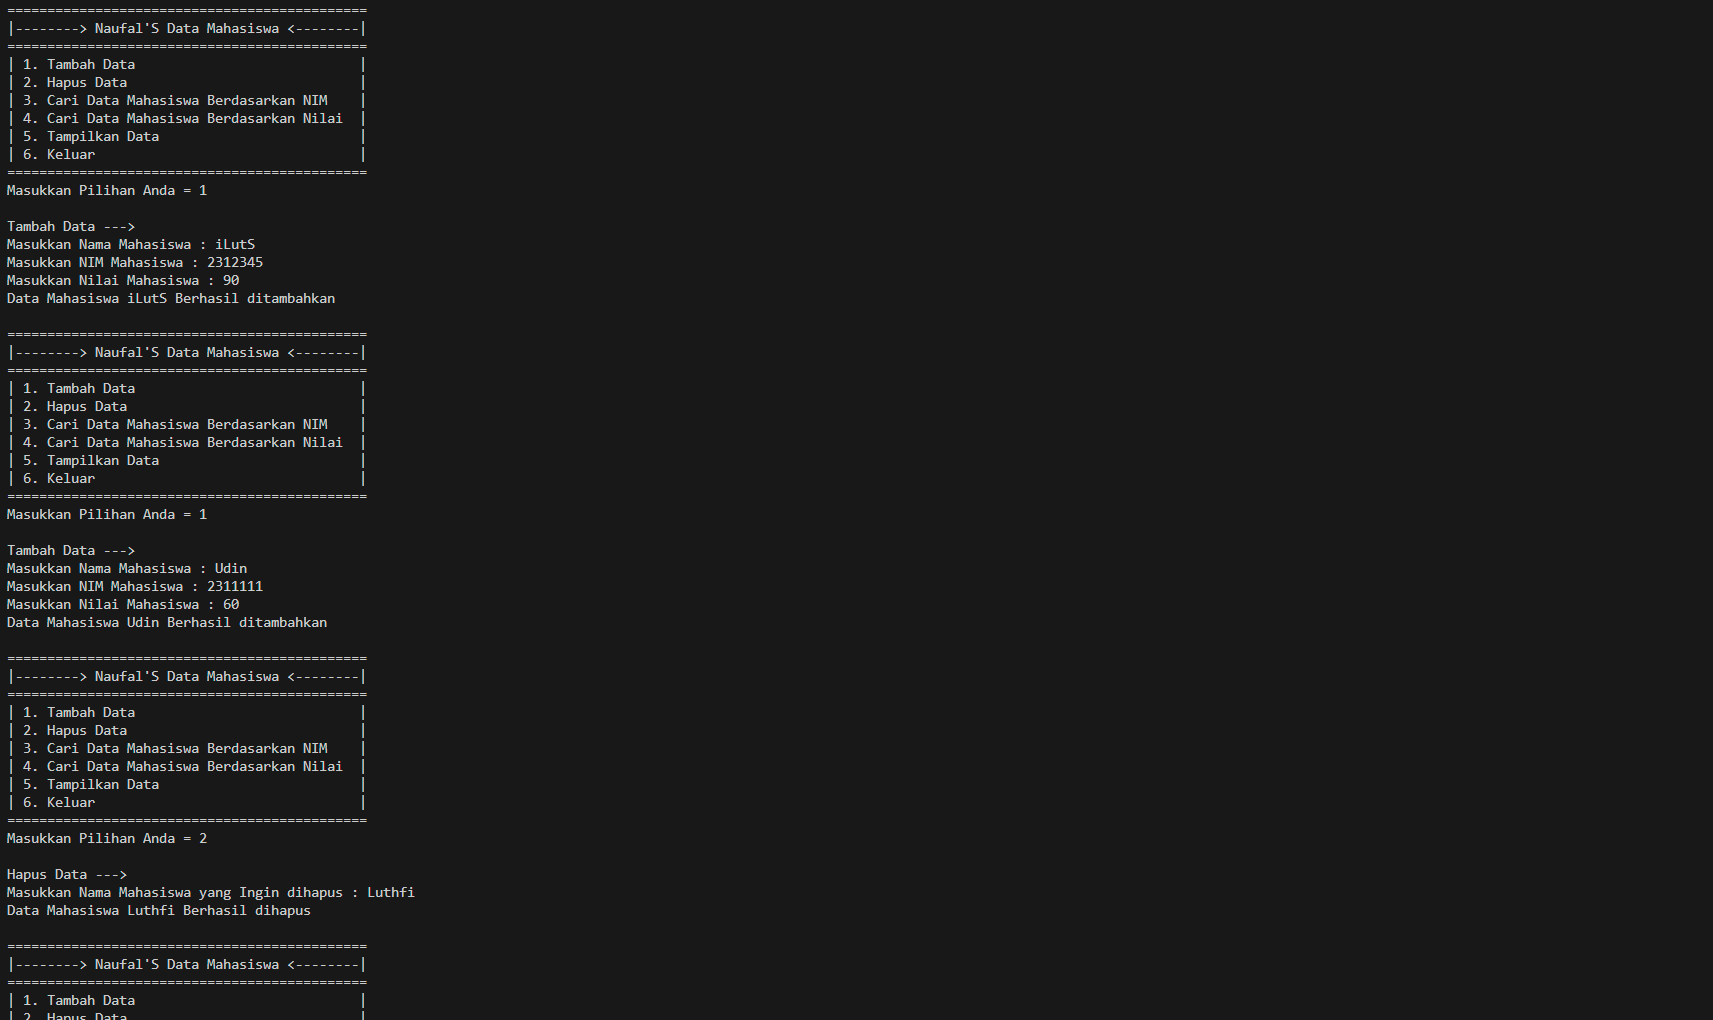 =============================================
|--------> Naufal'S Data Mahasiswa <--------|
=============================================
| 1. Tambah Data                            |
| 2. Hapus Data                             |
| 3. Cari Data Mahasiswa Berdasarkan NIM    |
| 4. Cari Data Mahasiswa Berdasarkan Nilai  |
| 5. Tampilkan Data                         |
| 6. Keluar                                 |
=============================================
Masukkan Pilihan Anda = 1

Tambah Data --->
Masukkan Nama Mahasiswa : iLutS
Masukkan NIM Mahasiswa : 2312345
Masukkan Nilai Mahasiswa : 90
Data Mahasiswa iLutS Berhasil ditambahkan

=============================================
|--------> Naufal'S Data Mahasiswa <--------|
=============================================
| 1. Tambah Data                            |
| 2. Hapus Data                             |
| 3. Cari Data Mahasiswa Berdasarkan NIM    |
| 4. Cari Data Mahasiswa Berdasarkan Nilai  |
| 5. Tampilkan Data                         |
| 6. Keluar                                 |
=============================================
Masukkan Pilihan Anda = 1

Tambah Data --->
Masukkan Nama Mahasiswa : Udin
Masukkan NIM Mahasiswa : 2311111
Masukkan Nilai Mahasiswa : 60
Data Mahasiswa Udin Berhasil ditambahkan

=============================================
|--------> Naufal'S Data Mahasiswa <--------|
=============================================
| 1. Tambah Data                            |
| 2. Hapus Data                             |
| 3. Cari Data Mahasiswa Berdasarkan NIM    |
| 4. Cari Data Mahasiswa Berdasarkan Nilai  |
| 5. Tampilkan Data                         |
| 6. Keluar                                 |
=============================================
Masukkan Pilihan Anda = 2

Hapus Data --->
Masukkan Nama Mahasiswa yang Ingin dihapus : Luthfi
Data Mahasiswa Luthfi Berhasil dihapus

=============================================
|--------> Naufal'S Data Mahasiswa <--------|
=============================================
| 1. Tambah Data                            |
| 2. Hapus Data                             |